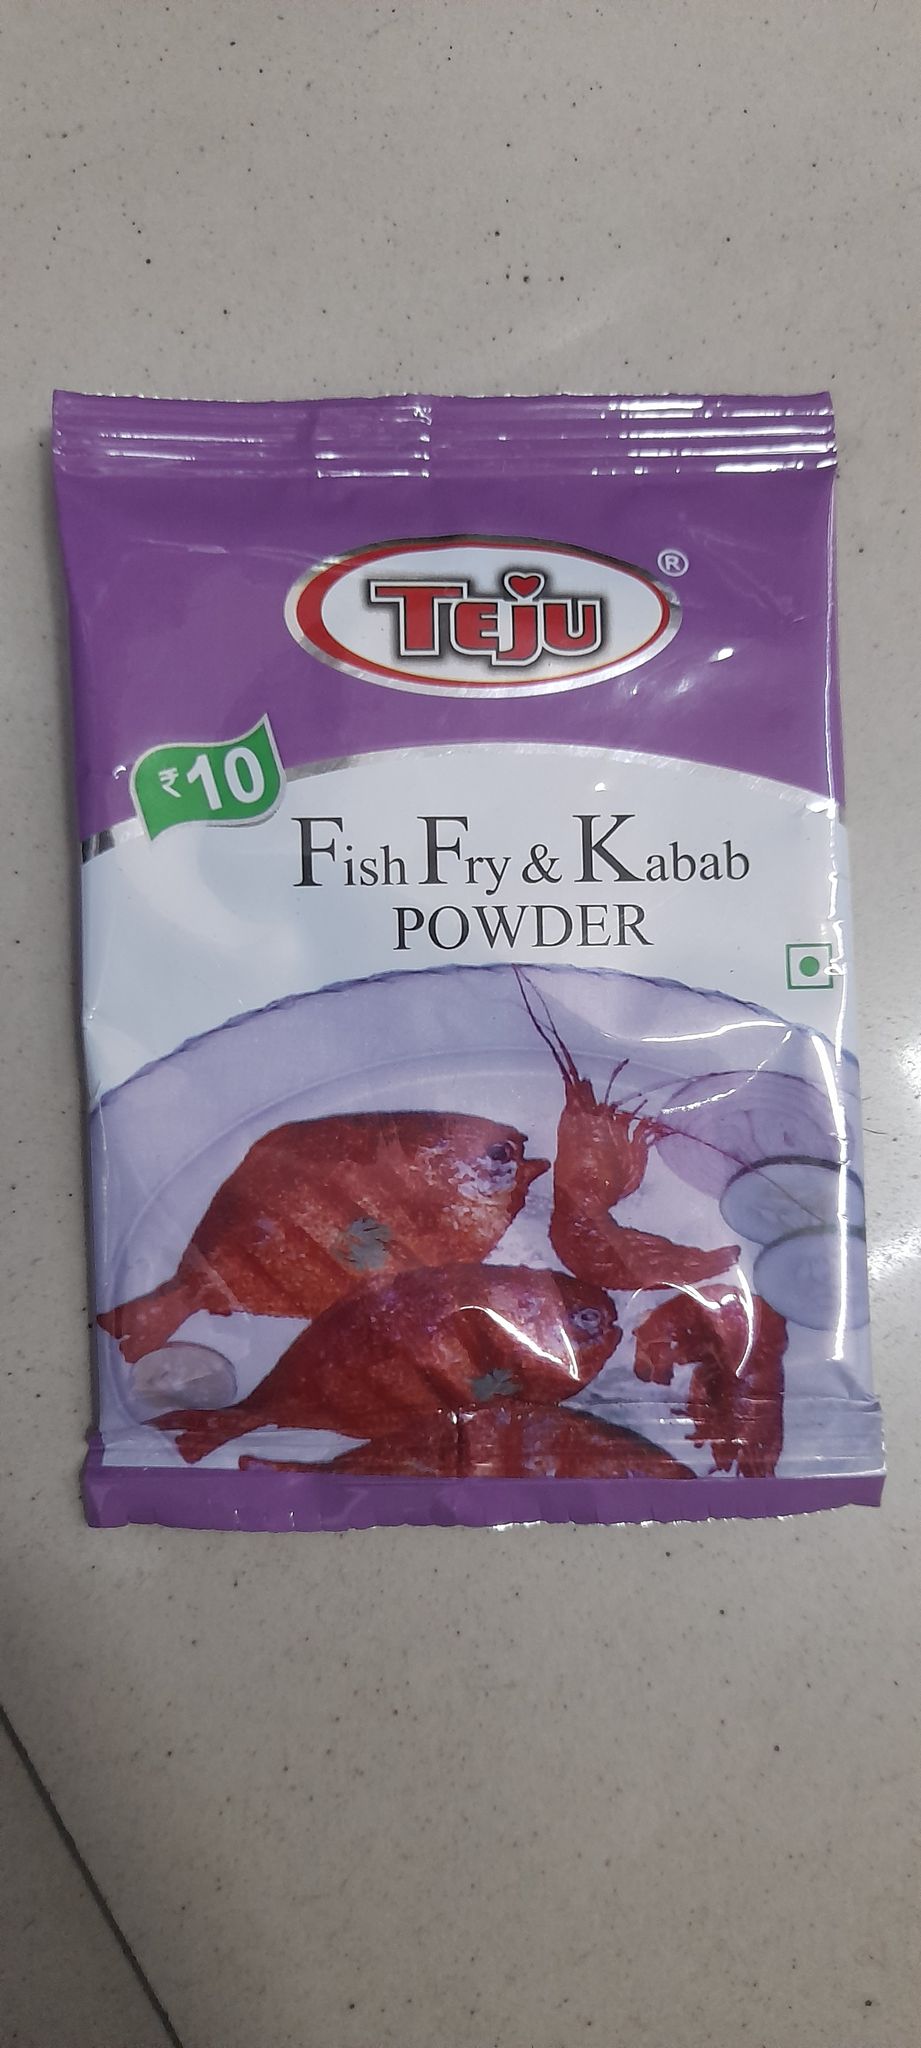 TEJU
®
₹10
Fish Fry & Kabab
POWDER